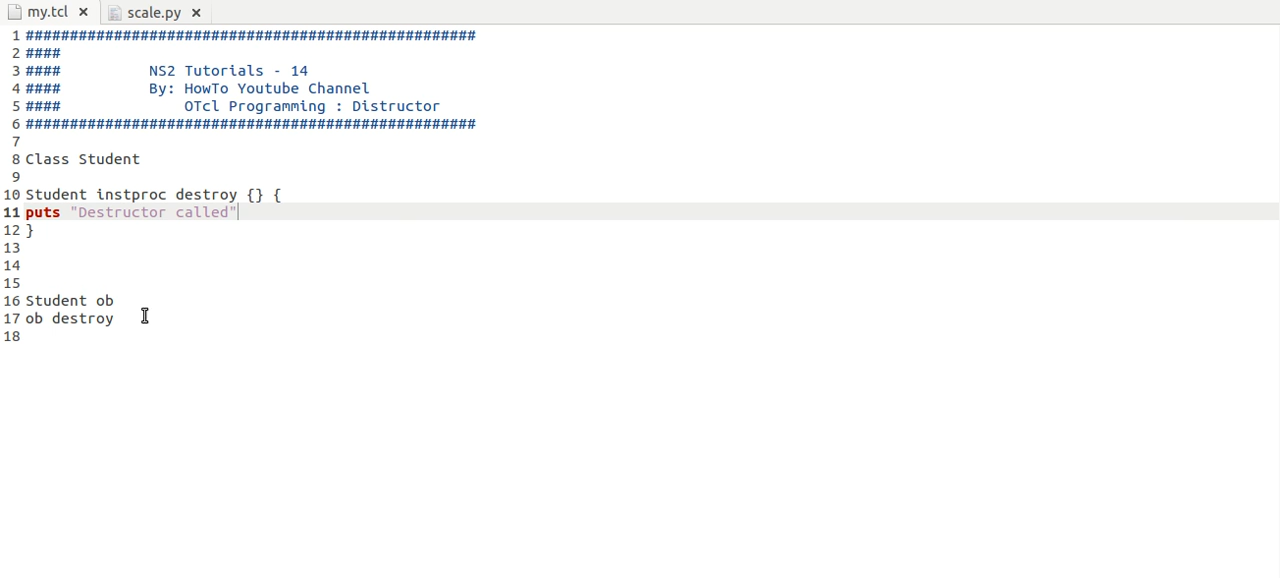 my.tcl × scale.py ×
1 ###################################################
2 ####
3 #### NS2 Tutorials - 14
4 #### By: HowTo Youtube Channel
5 #### OTcl Programming : Distructor
6 ###################################################
7
8 Class Student
9
10 Student instproc destroy {} {
11 puts "Destructor called"
12 }
13
14
15
16 Student ob
17 ob destroy
18